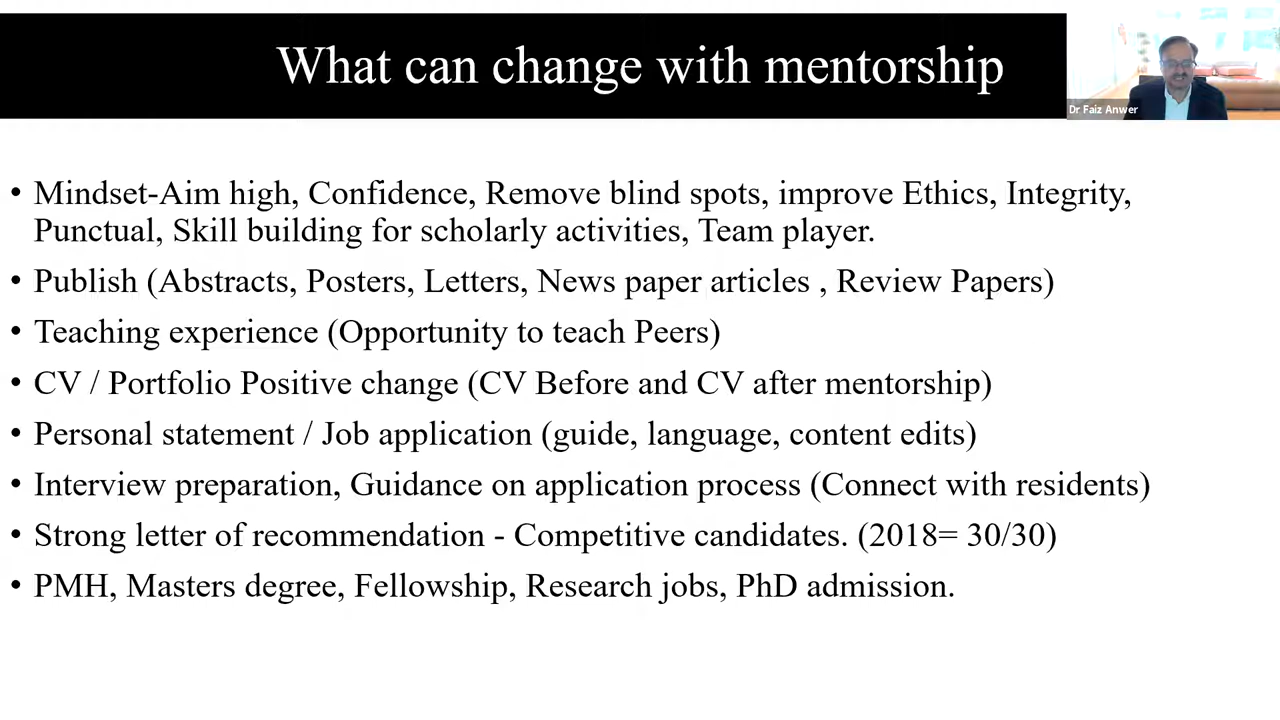 What can change with mentorship
Dr Faiz Anwer
• Mindset-Aim high, Confidence, Remove blind spots, improve Ethics, Integrity,
Punctual, Skill building for scholarly activities, Team player.
• Publish (Abstracts, Posters, Letters, News paper articles , Review Papers)
• Teaching experience (Opportunity to teach Peers)
• CV / Portfolio Positive change (CV Before and CV after mentorship)
• Personal statement / Job application (guide, language, content edits)
• Interview preparation, Guidance on application process (Connect with residents)
• Strong letter of recommendation - Competitive candidates. (2018= 30/30)
• PMH, Masters degree, Fellowship, Research jobs, PhD admission.